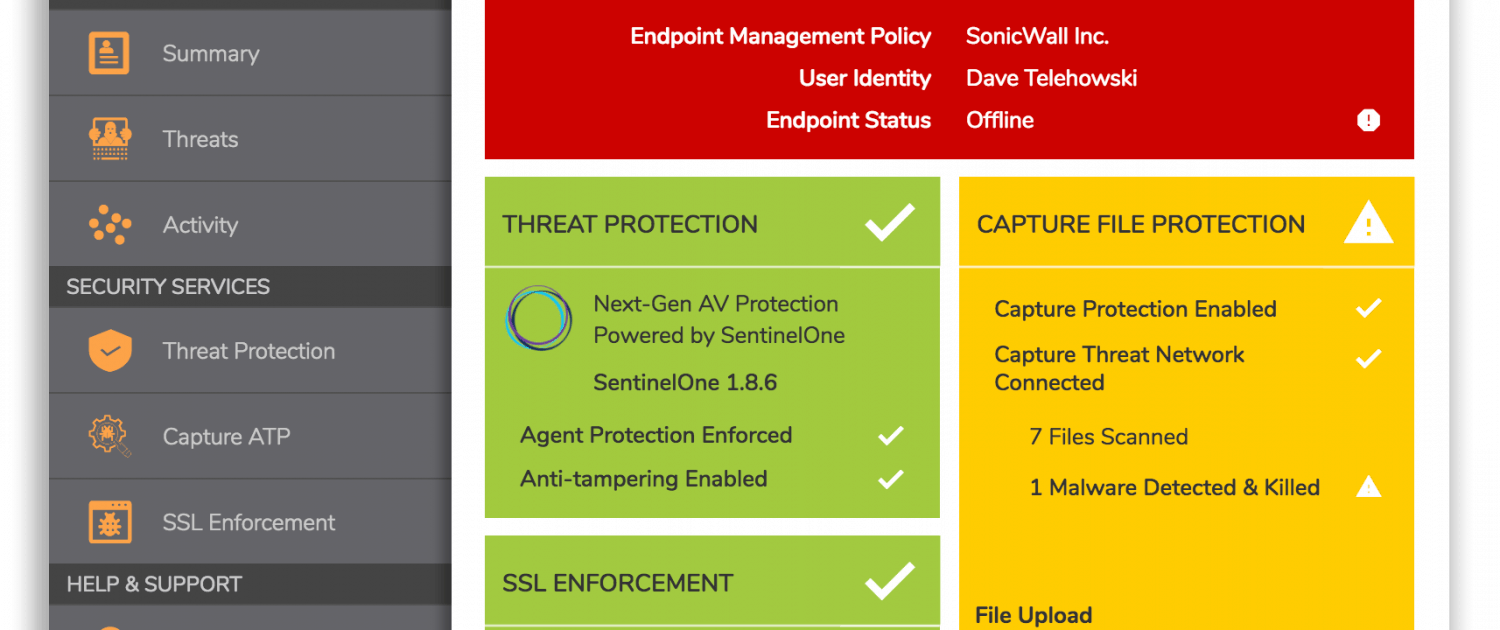 Summary
Threats
Activity
SECURITY SERVICES
Threat Protection
Capture ATP
SSL Enforcement
HELP & SUPPORT
Endpoint Management Policy SonicWall Inc.
User Identity Dave Telehowski
Endpoint Status Offline
THREAT PROTECTION
Next-Gen AV Protection
Powered by SentinelOne
SentinelOne 1.8.6
Agent Protection Enforced
Anti-tampering Enabled
SSL ENFORCEMENT
CAPTURE FILE PROTECTION
Capture Protection Enabled
Capture Threat Network
Connected
7 Files Scanned
1 Malware Detected & Killed
File Upload